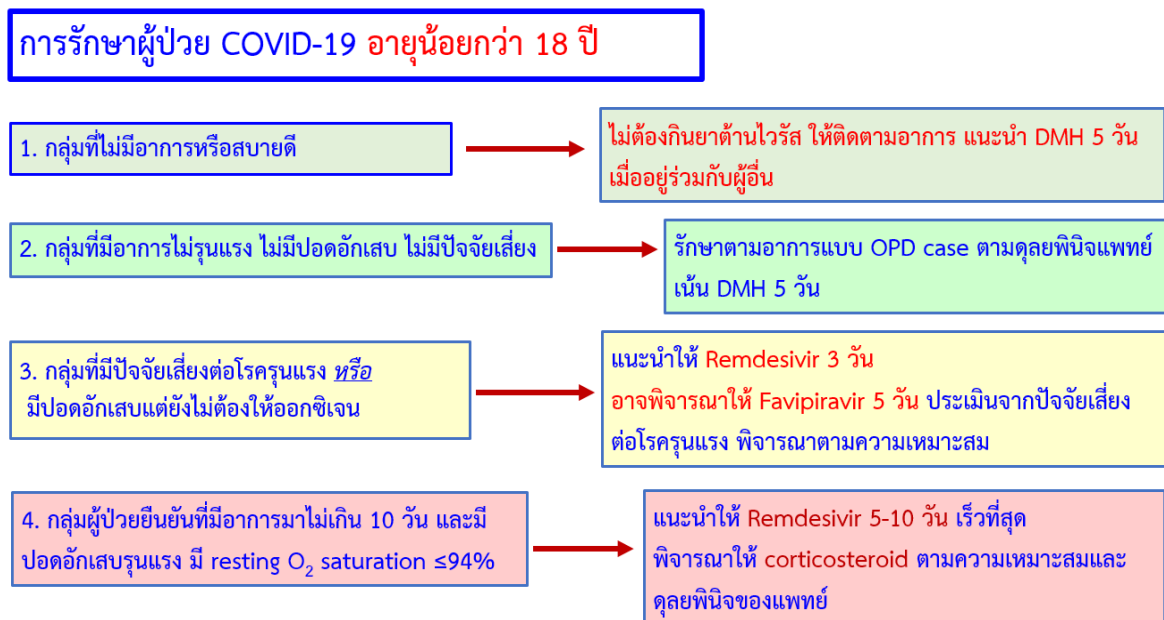 การรักษาผู้ป่วย COVID-19 อายุน้อยกว่า 18 ปี
1. กลุ่มที่ไม่มีอาการหรือสบายดี
ไม่ต้องกินยาต้านไวรัส ให้ติดตามอาการ แนะนำ DMH 5 วัน
เมื่ออยู่ร่วมกับผู้อื่น
2. กลุ่มที่มีอาการไม่รุนแรง ไม่มีปอดอักเสบ ไม่มีปัจจัยเสี่ยง
รักษาตามอาการแบบ OPD case ตามดุลยพินิจแพทย์
เน้น DMH 5 วัน
3. กลุ่มที่มีปัจจัยเสี่ยงต่อโรครุนแรง หรือ
มีปอดอักเสบแต่ยังไม่ต้องให้ออกซิเจน
แนะนำให้ Remdesivir 3 วัน
อาจพิจารณาให้ Favipiravir 5 วัน ประเมินจากปัจจัยเสี่ยง
ต่อโรครุนแรง พิจารณาตามความเหมาะสม
4. กลุ่มผู้ป่วยยืนยันที่มีอาการมาไม่เกิน 10 วัน และมี
ปอดอักเสบรุนแรง มี resting O₂ saturation ≤94%
แนะนำให้ Remdesivir 5-10 วัน เร็วที่สุด
พิจารณาให้ corticosteroid ตามความเหมาะสมและ
ดุลยพินิจของแพทย์